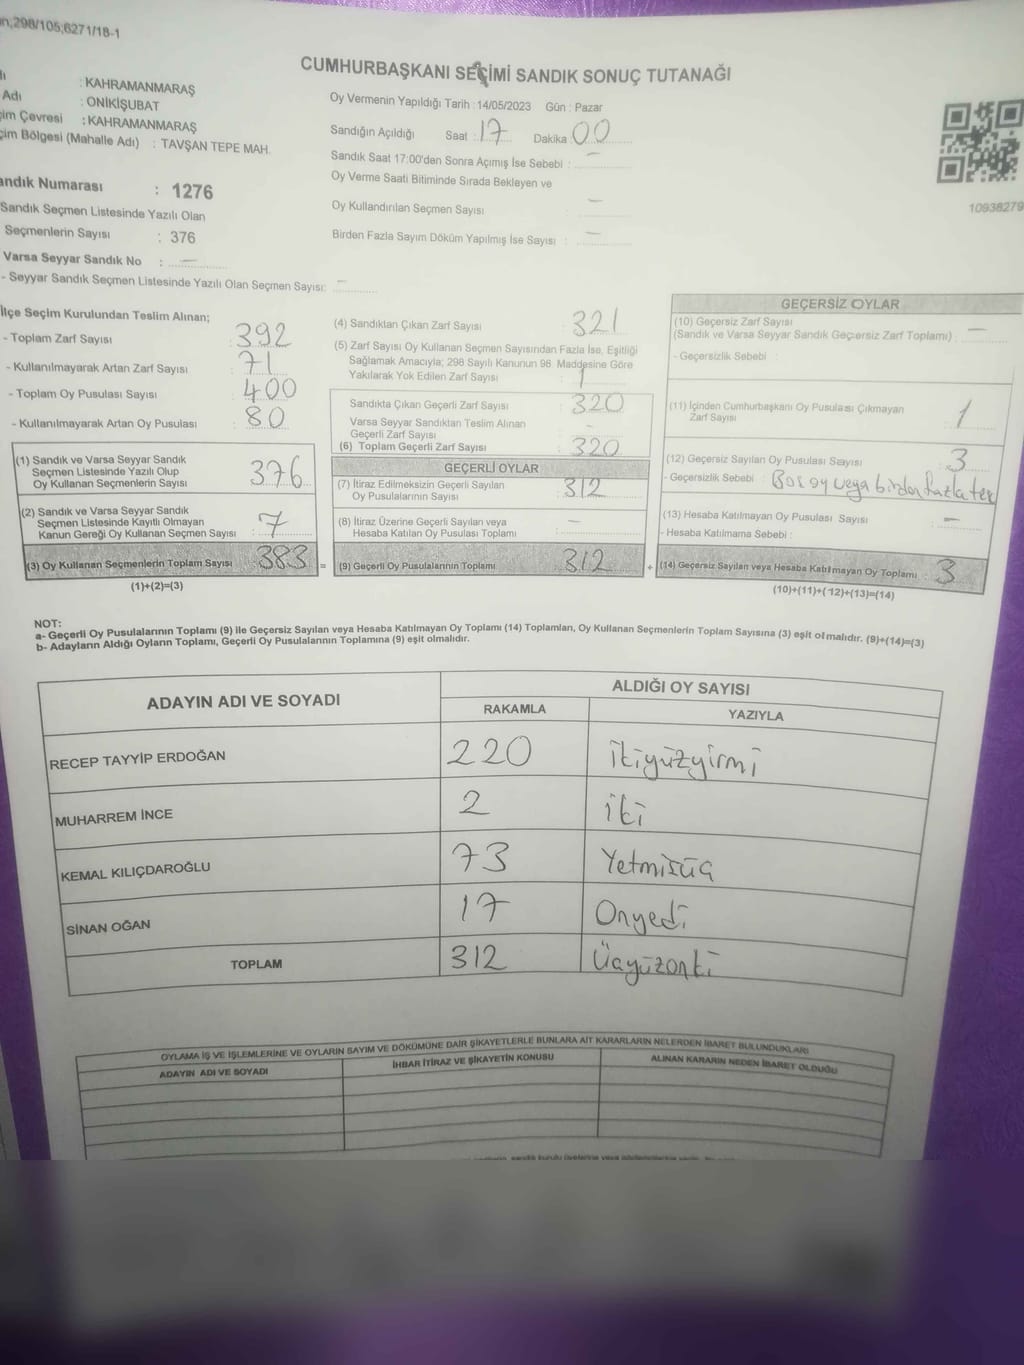 298/105;6271/18-1
CUMHURBAŞKANI SEÇİMİ SANDIK SONUÇ TUTANAĞI
: KAHRAMANMARAŞ
Adı : ONİKİŞUBAT
çim Çevresi : KAHRAMANMARAŞ
çim Bölgesi (Mahalle Adı) : TAVŞAN TEPE MAH.
Oy Vermenin Yapıldığı Tarih : 14/05/2023 Gün : Pazar
Sandığın Açıldığı Saat : 17 Dakika : 00
Sandık Saat 17:00'den Sonra Açımış İse Sebebi : —
Oy Verme Saati Bitiminde Sırada Bekleyen ve
Oy Kullandırılan Seçmen Sayısı : —
Birden Fazla Sayım Döküm Yapılmış İse Sayısı : —
10938279
andık Numarası : 1276
Sandık Seçmen Listesinde Yazılı Olan
Seçmenlerin Sayısı : 376
Varsa Seyyar Sandık No : —
- Seyyar Sandık Seçmen Listesinde Yazılı Olan Seçmen Sayısı: —
İlçe Seçim Kurulundan Teslim Alınan;
- Toplam Zarf Sayısı : 392
- Kullanılmayarak Artan Zarf Sayısı : 71
- Toplam Oy Pusulası Sayısı : 400
- Kullanılmayarak Artan Oy Pusulası : 80
(1) Sandık ve Varsa Seyyar Sandık
Seçmen Listesinde Yazılı Olup
Oy Kullanan Seçmenlerin Sayısı : 376
(2) Sandık ve Varsa Seyyar Sandık
Seçmen Listesinde Kayıtlı Olmayan
Kanun Gereği Oy Kullanan Seçmen Sayısı : 7
(3) Oy Kullanan Seçmenlerin Toplam Sayısı : 383 =
(1)+(2)=(3)
(4) Sandıktan Çıkan Zarf Sayısı : 321
(5) Zarf Sayısı Oy Kullanan Seçmen Sayısından Fazla İse, Eşitliği
Sağlamak Amacıyla; 298 Sayılı Kanunun 98. Maddesine Göre
Yakılarak Yok Edilen Zarf Sayısı : 1
Sandıkta Çıkan Geçerli Zarf Sayısı : 320
Varsa Seyyar Sandıktan Teslim Alınan
Geçerli Zarf Sayısı
(6) Toplam Geçerli Zarf Sayısı : 320
GEÇERLİ OYLAR
(7) İtiraz Edilmeksizin Geçerli Sayılan
Oy Pusulalarının Sayısı : 312
(8) İtiraz Üzerine Geçerli Sayılan veya
Hesaba Katılan Oy Pusulası Toplamı : —
(9) Geçerli Oy Pusulalarının Toplamı : 312 +
GEÇERSİZ OYLAR
(10) Geçersiz Zarf Sayısı
(Sandık ve Varsa Seyyar Sandık Geçersiz Zarf Toplamı) : —
- Geçersizlik Sebebi :
(11) İçinden Cumhurbaşkanı Oy Pusulası Çıkmayan
Zarf Sayısı : 1
(12) Geçersiz Sayılan Oy Pusulası Sayısı : 3
- Geçersizlik Sebebi : Boş oy veya birden fazla ter
(13) Hesaba Katılmayan Oy Pusulası Sayısı : —
- Hesaba Katılmama Sebebi :
(14) Geçersiz Sayılan veya Hesaba Katılmayan Oy Toplamı : 3
(10)+(11)+(12)+(13)=(14)
NOT:
a- Geçerli Oy Pusulalarının Toplamı (9) ile Geçersiz Sayılan veya Hesaba Katılmayan Oy Toplamı (14) Toplamları, Oy Kullanan Seçmenlerin Toplam Sayısına (3) eşit olmalıdır. (9)+(14)=(3)
b- Adayların Aldığı Oyların Toplamı, Geçerli Oy Pusulalarının Toplamına (9) eşit olmalıdır.
ADAYIN ADI VE SOYADI ALDIĞI OY SAYISI
RAKAMLA YAZIYLA
RECEP TAYYİP ERDOĞAN 220 ikiyüzyirmi
MUHARREM İNCE 2 iki
KEMAL KILIÇDAROĞLU 73 Yetmişüç
SİNAN OĞAN 17 Onyedi
TOPLAM 312 Üçyüzonki
OYLAMA İŞ VE İŞLEMLERİNE VE OYLARIN SAYIM VE DÖKÜMÜNE DAİR ŞİKAYETLERLE BUNLARA AİT KARARLARIN NELERDEN İBARET BULUNDUKLARI
ADAYIN ADI VE SOYADI İHBAR İTİRAZ VE ŞİKAYETİN KONUSU ALINAN KARARIN NEDEN İBARET OLDUĞU